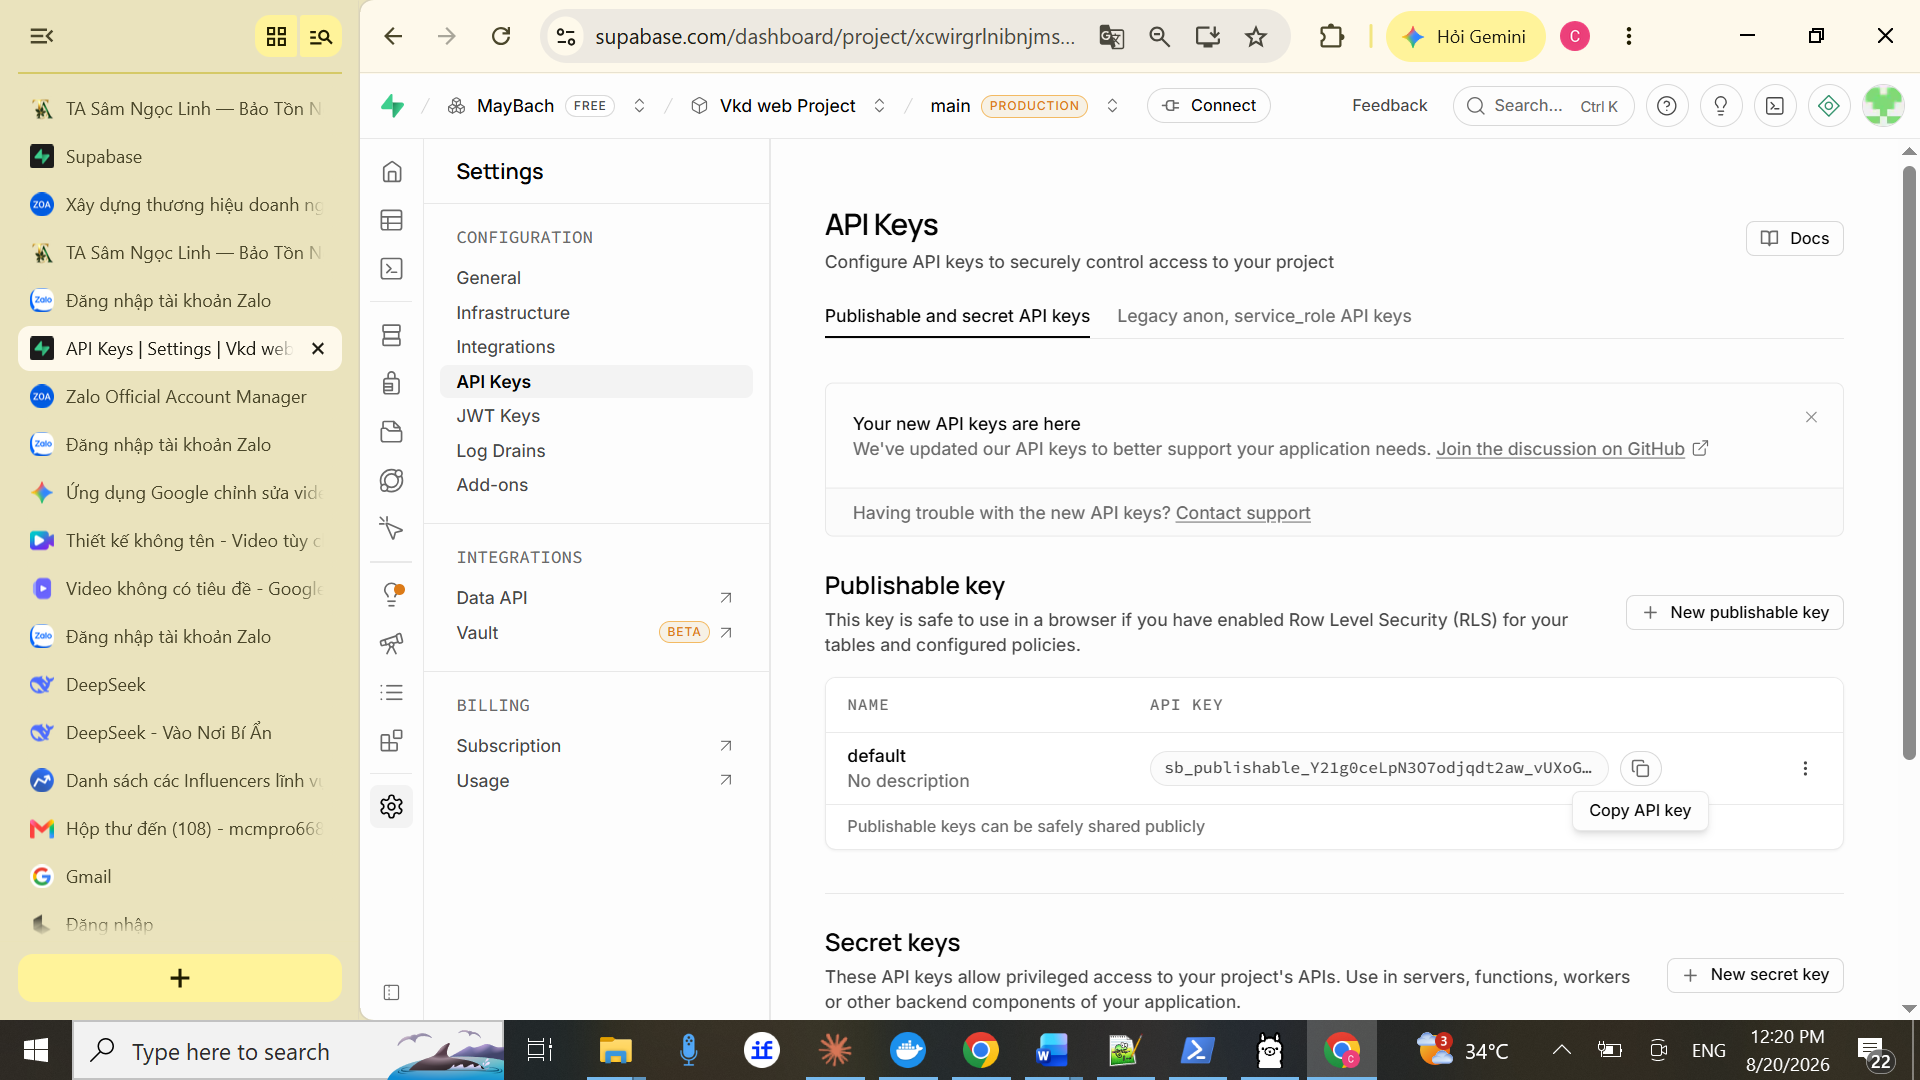 TA Sâm Ngọc Linh — Bảo Tồn N
Supabase
Xây dựng thương hiệu doanh ng
TA Sâm Ngọc Linh — Bảo Tồn N
Đăng nhập tài khoản Zalo
API Keys | Settings | Vkd web
Zalo Official Account Manager
Đăng nhập tài khoản Zalo
Ứng dụng Google chỉnh sửa vide
Thiết kế không tên - Video tùy c
Video không có tiêu đề - Google
Đăng nhập tài khoản Zalo
DeepSeek
DeepSeek - Vào Nơi Bí Ẩn
Danh sách các Influencers lĩnh vự
Hộp thư đến (108) - mcmpro668
Gmail
Đăng nhập
supabase.com/dashboard/project/xcwirgrlnibnjms...
Hỏi Gemini
C
MayBach FREE
Vkd web Project
main PRODUCTION
Connect
Feedback
Search... Ctrl K
Settings
CONFIGURATION
General
Infrastructure
Integrations
API Keys
JWT Keys
Log Drains
Add-ons
INTEGRATIONS
Data API
Vault BETA
BILLING
Subscription
Usage
API Keys
Configure API keys to securely control access to your project
Docs
Publishable and secret API keys
Legacy anon, service_role API keys
Your new API keys are here
We've updated our API keys to better support your application needs. Join the discussion on GitHub
Having trouble with the new API keys? Contact support
Publishable key
This key is safe to use in a browser if you have enabled Row Level Security (RLS) for your
tables and configured policies.
New publishable key
NAME API KEY
default
No description
sb_publishable_Y21g0ceLpN3O7odjqdt2aw_vUXoG…
Copy API key
Publishable keys can be safely shared publicly
Secret keys
These API keys allow privileged access to your project's APIs. Use in servers, functions, workers
or other backend components of your application.
New secret key
Type here to search
34°C
ENG
12:20 PM
8/20/2026
22